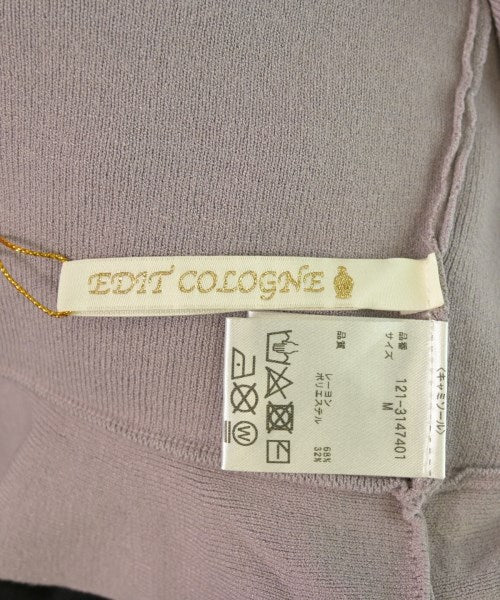 EDIT COLOGNE
〈キャミソール〉
品番 121-3147401
サイズ M
品質
レーヨン 68%
ポリエステル 32%
W